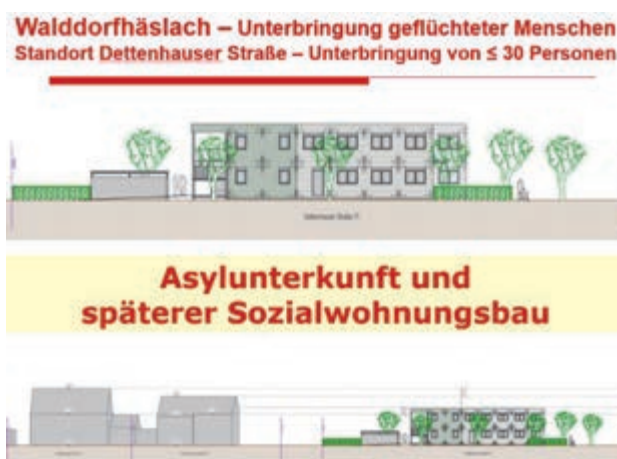 Walddorfhäslach – Unterbringung geflüchteter Menschen
Standort Dettenhauser Straße – Unterbringung von ≤ 30 Personen
Asylunterkunft und
späterer Sozialwohnungsbau